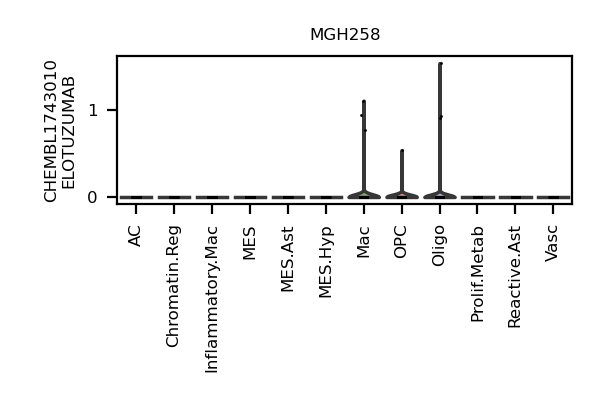 MGH258
CHEMBL1743010
ELOTUZUMAB
1
0
AC
Chromatin.Reg
Inflammatory.Mac
MES
MES.Ast
MES.Hyp
Mac
OPC
Oligo
Prolif.Metab
Reactive.Ast
Vasc